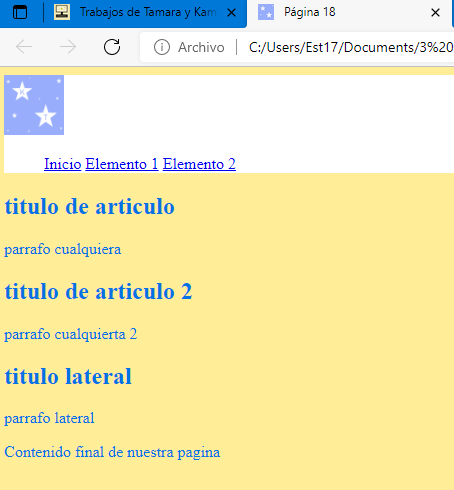 Trabajos de Tamara y Kam
Página 18
Archivo C:/Users/Est17/Documents/3%20
Inicio Elemento 1 Elemento 2
titulo de articulo
parrafo cualquiera
titulo de articulo 2
parrafo cualquierta 2
titulo lateral
parrafo lateral
Contenido final de nuestra pagina